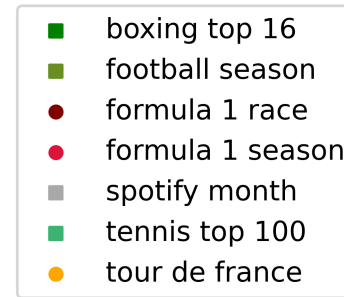 boxing top 16
football season
formula 1 race
formula 1 season
spotify month
tennis top 100
tour de france